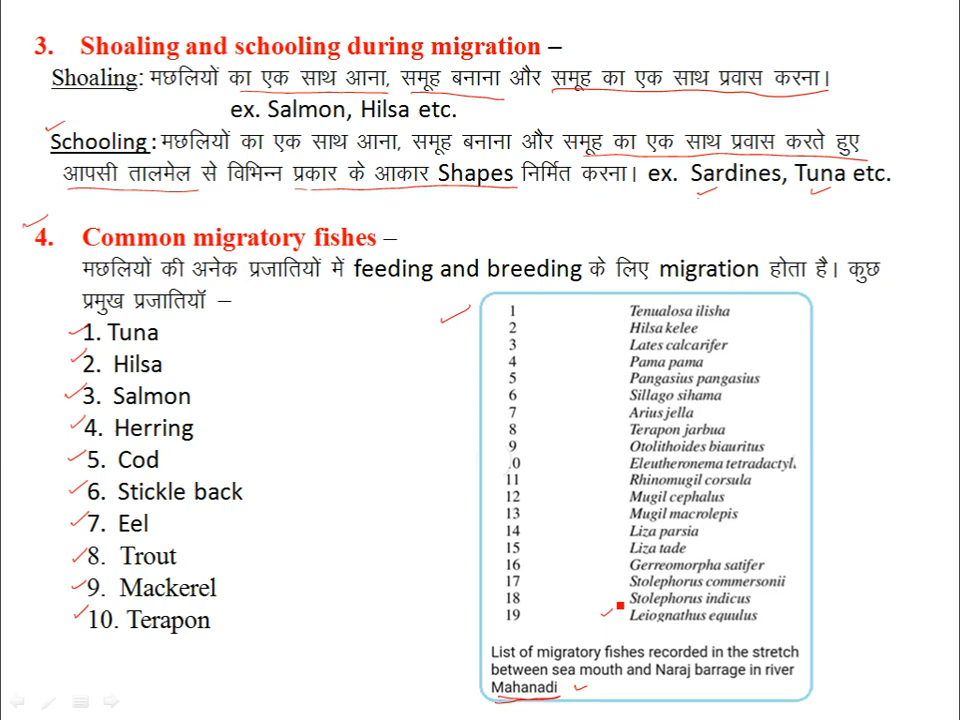 3. Shoaling and schooling during migration –
Shoaling: मछलियों का एक साथ आना, समूह बनाना और समूह का एक साथ प्रवास करना।
ex. Salmon, Hilsa etc.
Schooling : मछलियों का एक साथ आना, समूह बनाना और समूह का एक साथ प्रवास करते हुए
आपसी तालमेल से विभिन्न प्रकार के आकार Shapes निर्मित करना। ex. Sardines, Tuna etc.
4. Common migratory fishes –
मछलियों की अनेक प्रजातियों में feeding and breeding के लिए migration होता है। कुछ
प्रमुख प्रजातियॉ –
1. Tuna
2. Hilsa
3. Salmon
4. Herring
5. Cod
6. Stickle back
7. Eel
8. Trout
9. Mackerel
10. Terapon
1 Tenualosa ilisha
2 Hilsa kelee
3 Lates calcarifer
4 Pama pama
5 Pangasius pangasius
6 Sillago sihama
7 Arius jella
8 Terapon jarbua
9 Otolithoides biauritus
10 Eleutheronema tetradactyl
11 Rhinomugil corsula
12 Mugil cephalus
13 Mugil macrolepis
14 Liza parsia
15 Liza tade
16 Gerreomorpha satifer
17 Stolephorus commersonii
18 Stolephorus indicus
19 Leiognathus equulus
List of migratory fishes recorded in the stretch
between sea mouth and Naraj barrage in river
Mahanadi